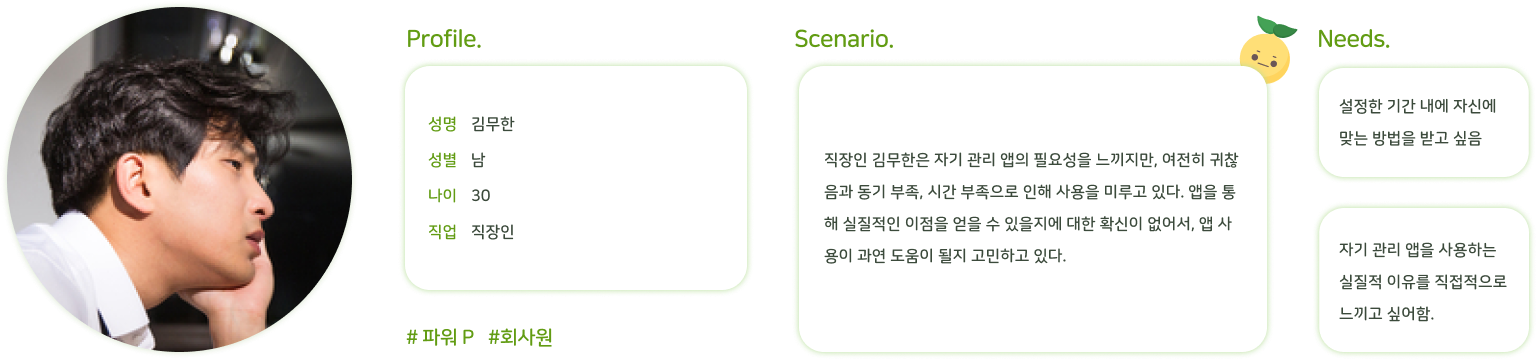 Profile.
성명 김무한
성별 남
나이 30
직업 직장인
# 파워 P #회사원
Scenario.
직장인 김무한은 자기 관리 앱의 필요성을 느끼지만, 여전히 귀찮
음과 동기 부족, 시간 부족으로 인해 사용을 미루고 있다. 앱을 통
해 실질적인 이점을 얻을 수 있을지에 대한 확신이 없어서, 앱 사
용이 과연 도움이 될지 고민하고 있다.
Needs.
설정한 기간 내에 자신에
맞는 방법을 받고 싶음
자기 관리 앱을 사용하는
실질적 이유를 직접적으로
느끼고 싶어함.